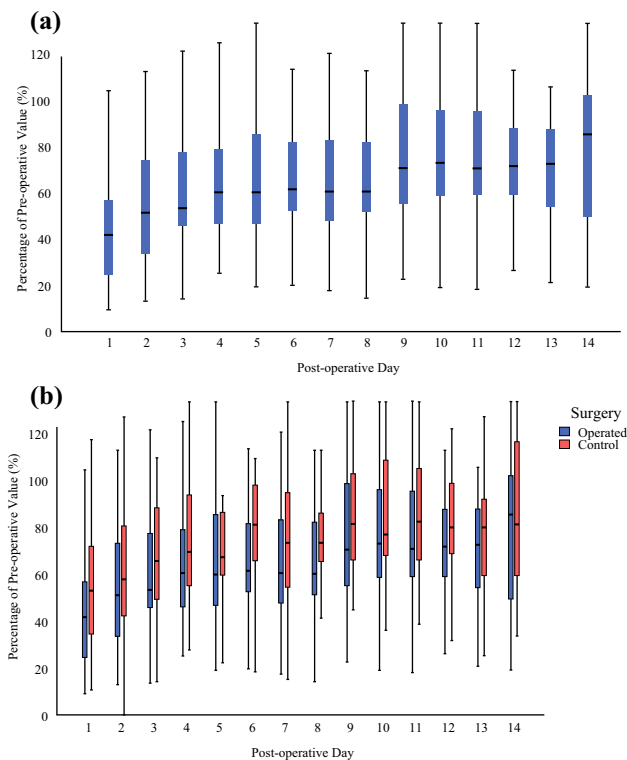 (a)
120
100
80
60
40
20
0
Percentage of Pre-operative Value (%)
1 2 3 4 5 6 7 8 9 10 11 12 13 14
Post-operative Day
(b)
Surgery
Operated
Control
120
100
80
60
40
20
0
Percentage of Pre-operative Value (%)
1 2 3 4 5 6 7 8 9 10 11 12 13 14
Post-operative Day